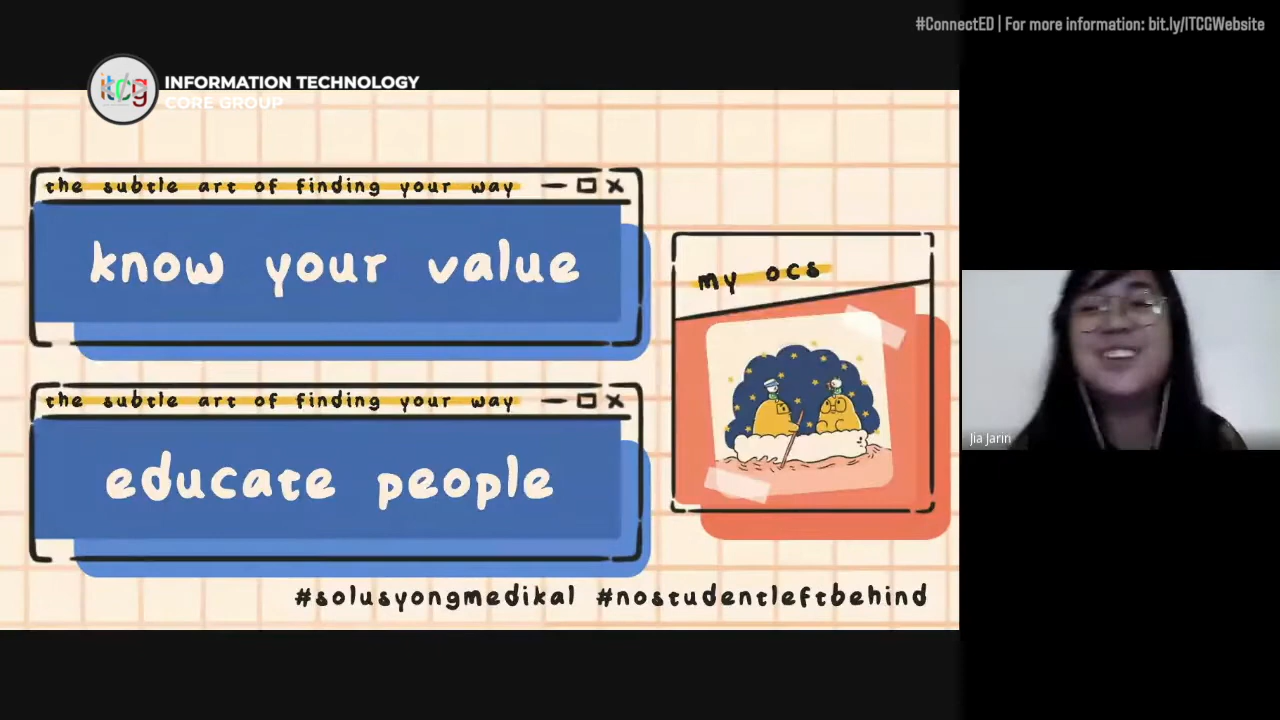 #ConnectED | For more information: bit.ly/ITCGWebsite
itcg
INFORMATION TECHNOLOGY
CORE GROUP
the subtle art of finding your way
know your value
my ocs
Jia Jarin
the subtle art of finding your way
educate people
#solusyongmedikal #nostudentleftbehind